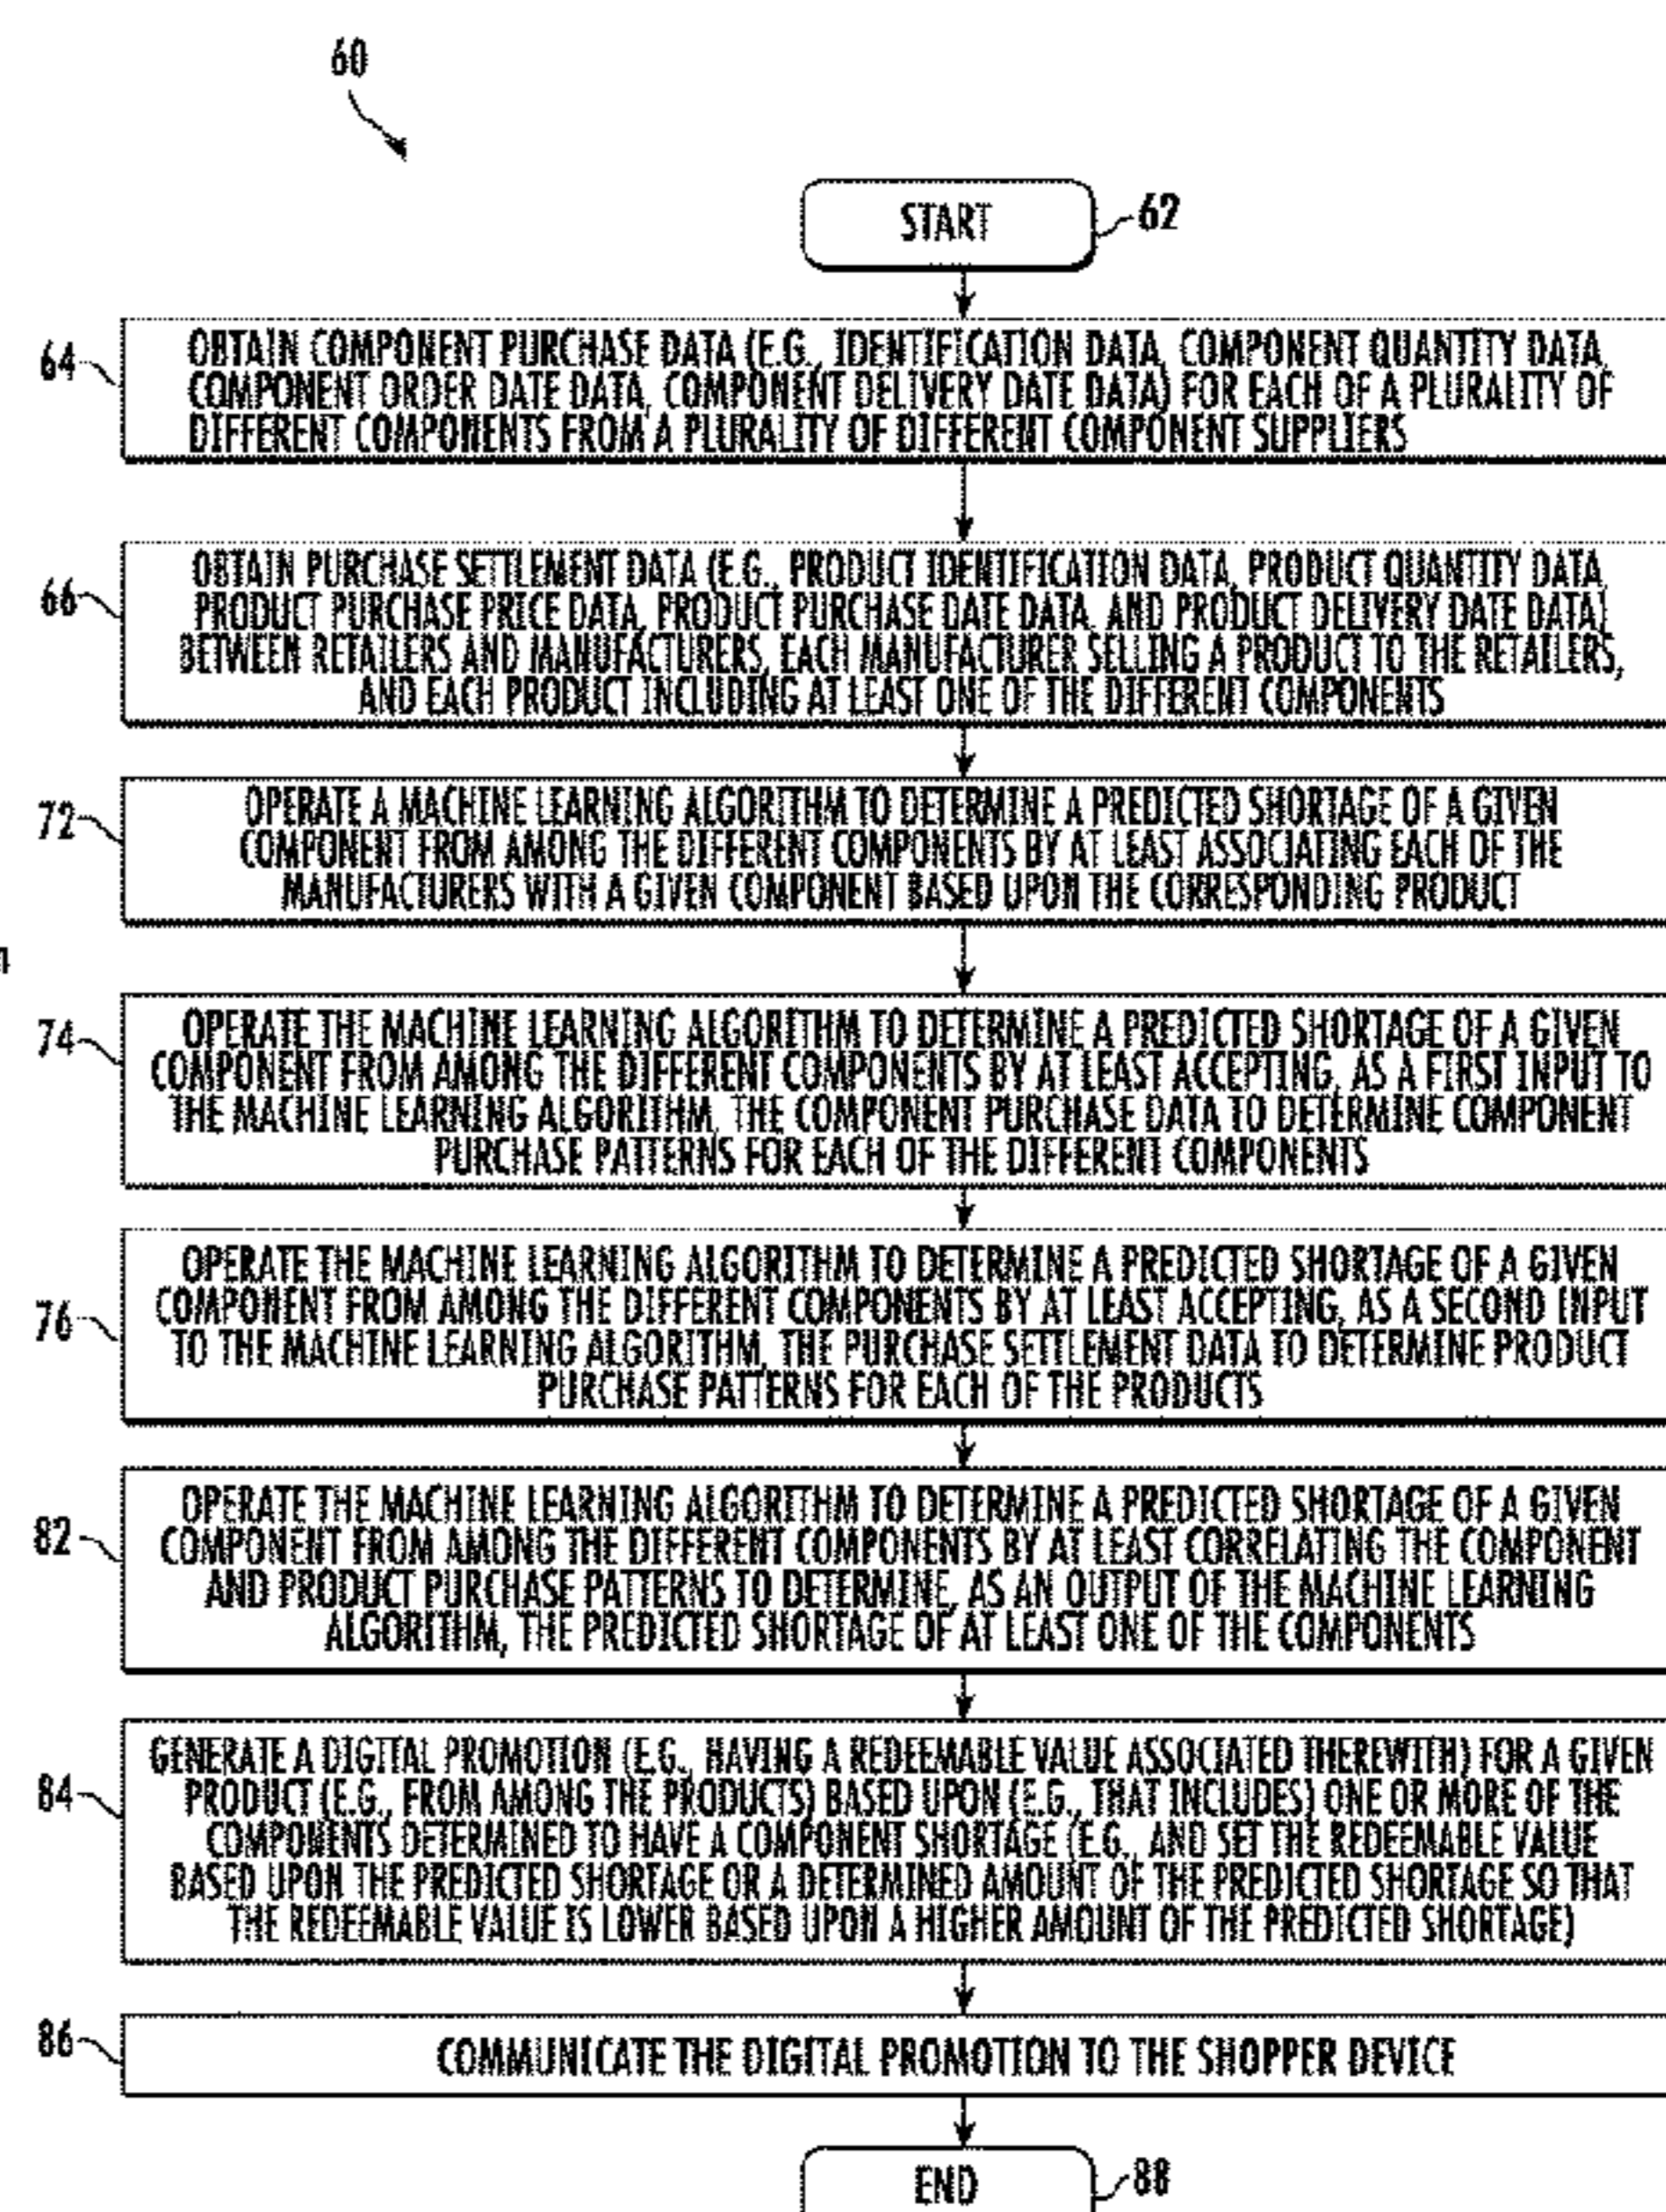 60
START
62
64
OBTAIN COMPONENT PURCHASE DATA (E.G., IDENTIFICATION DATA, COMPONENT QUANTITY DATA,
COMPONENT ORDER DATE DATA, COMPONENT DELIVERY DATE DATA) FOR EACH OF A PLURALITY OF
DIFFERENT COMPONENTS FROM A PLURALITY OF DIFFERENT COMPONENT SUPPLIERS
66
OBTAIN PURCHASE SETTLEMENT DATA (E.G., PRODUCT IDENTIFICATION DATA, PRODUCT QUANTITY DATA,
PRODUCT PURCHASE PRICE DATA, PRODUCT PURCHASE DATE DATA, AND PRODUCT DELIVERY DATE DATA)
BETWEEN RETAILERS AND MANUFACTURERS, EACH MANUFACTURER SELLING A PRODUCT TO THE RETAILERS,
AND EACH PRODUCT INCLUDING AT LEAST ONE OF THE DIFFERENT COMPONENTS
72
OPERATE A MACHINE LEARNING ALGORITHM TO DETERMINE A PREDICTED SHORTAGE OF A GIVEN
COMPONENT FROM AMONG THE DIFFERENT COMPONENTS BY AT LEAST ASSOCIATING EACH OF THE
MANUFACTURERS WITH A GIVEN COMPONENT BASED UPON THE CORRESPONDING PRODUCT
74
OPERATE THE MACHINE LEARNING ALGORITHM TO DETERMINE A PREDICTED SHORTAGE OF A GIVEN
COMPONENT FROM AMONG THE DIFFERENT COMPONENTS BY AT LEAST ACCEPTING, AS A FIRST INPUT TO
THE MACHINE LEARNING ALGORITHM, THE COMPONENT PURCHASE DATA TO DETERMINE COMPONENT
PURCHASE PATTERNS FOR EACH OF THE DIFFERENT COMPONENTS
76
OPERATE THE MACHINE LEARNING ALGORITHM TO DETERMINE A PREDICTED SHORTAGE OF A GIVEN
COMPONENT FROM AMONG THE DIFFERENT COMPONENTS BY AT LEAST ACCEPTING, AS A SECOND INPUT
TO THE MACHINE LEARNING ALGORITHM, THE PURCHASE SETTLEMENT DATA TO DETERMINE PRODUCT
PURCHASE PATTERNS FOR EACH OF THE PRODUCTS
82
OPERATE THE MACHINE LEARNING ALGORITHM TO DETERMINE A PREDICTED SHORTAGE OF A GIVEN
COMPONENT FROM AMONG THE DIFFERENT COMPONENTS BY AT LEAST CORRELATING THE COMPONENT
AND PRODUCT PURCHASE PATTERNS TO DETERMINE, AS AN OUTPUT OF THE MACHINE LEARNING
ALGORITHM, THE PREDICTED SHORTAGE OF AT LEAST ONE OF THE COMPONENTS
84
GENERATE A DIGITAL PROMOTION (E.G., HAVING A REDEEMABLE VALUE ASSOCIATED THEREWITH) FOR A GIVEN
PRODUCT (E.G., FROM AMONG THE PRODUCTS) BASED UPON (E.G., THAT INCLUDES) ONE OR MORE OF THE
COMPONENTS DETERMINED TO HAVE A COMPONENT SHORTAGE (E.G., AND SET THE REDEEMABLE VALUE
BASED UPON THE PREDICTED SHORTAGE OR A DETERMINED AMOUNT OF THE PREDICTED SHORTAGE SO THAT
THE REDEEMABLE VALUE IS LOWER BASED UPON A HIGHER AMOUNT OF THE PREDICTED SHORTAGE)
86
COMMUNICATE THE DIGITAL PROMOTION TO THE SHOPPER DEVICE
END
88